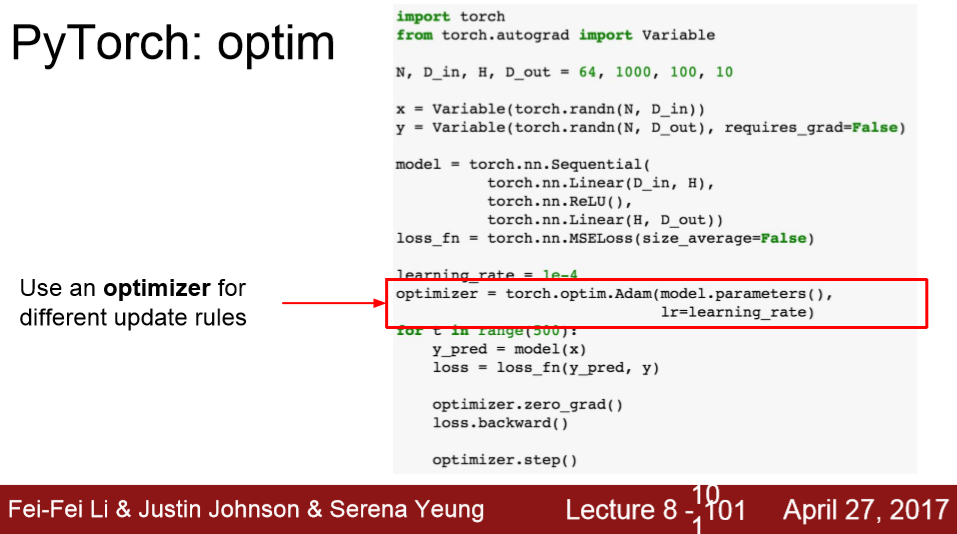 PyTorch: optim
import torch
from torch.autograd import Variable
N, D_in, H, D_out = 64, 1000, 100, 10
x = Variable(torch.randn(N, D_in))
y = Variable(torch.randn(N, D_out), requires_grad=False)
model = torch.nn.Sequential(
torch.nn.Linear(D_in, H),
torch.nn.ReLU(),
torch.nn.Linear(H, D_out))
loss_fn = torch.nn.MSELoss(size_average=False)
learning_rate = 1e-4
optimizer = torch.optim.Adam(model.parameters(),
lr=learning_rate)
for t in range(500):
y_pred = model(x)
loss = loss_fn(y_pred, y)
optimizer.zero_grad()
loss.backward()
optimizer.step()
Use an optimizer for
different update rules
Fei-Fei Li & Justin Johnson & Serena Yeung
Lecture 8 - 101
10
1
April 27, 2017